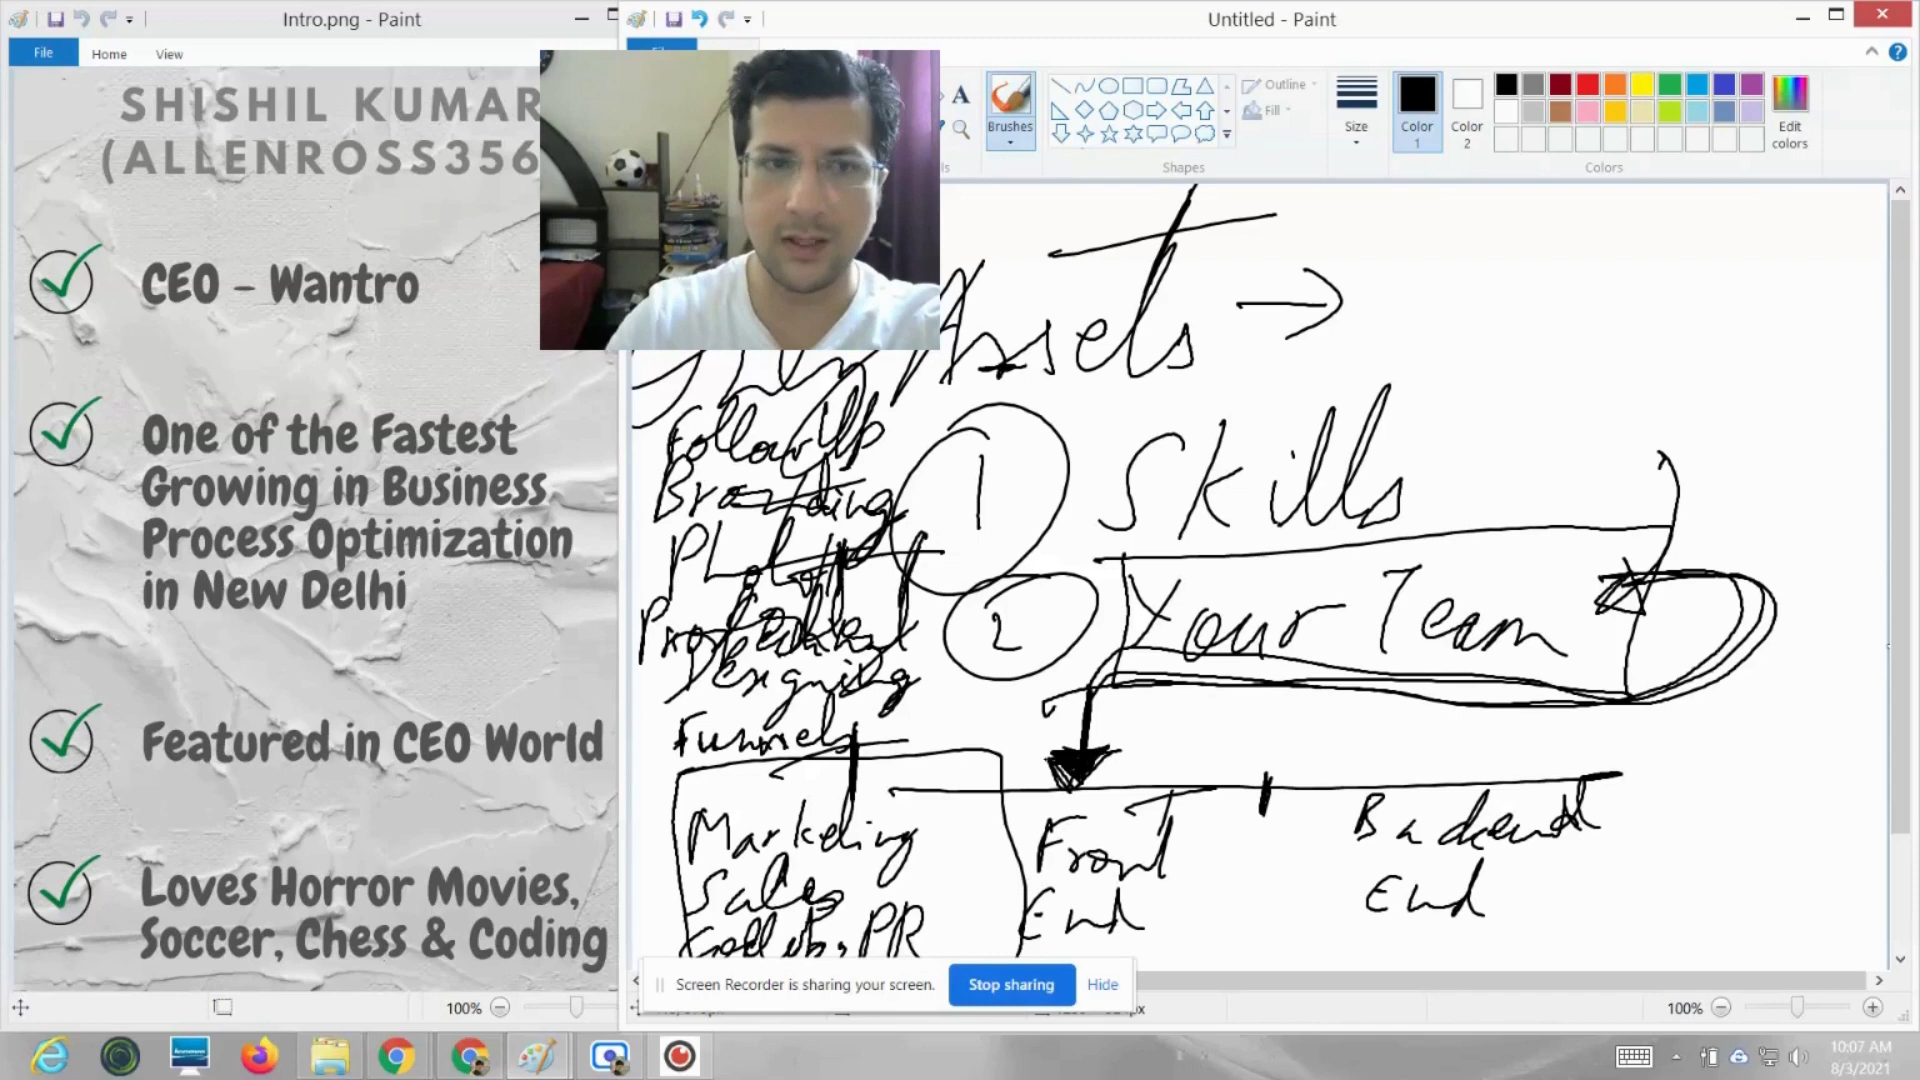 Intro.png - Paint
File
Home
View
SHISHIL KUMAR
(ALLENROSS356
CEO - Wantro
One of the Fastest
Growing in Business
Process Optimization
in New Delhi
Featured in CEO World
Loves Horror Movies,
Soccer, Chess & Coding
100%
Untitled - Paint
A
Brushes
Outline
Fill
Shapes
Size
Color
1
Color
2
Edit
colors
Colors
Assets
Follow Up
Branding
1 Skills
2 Your Team
Designing
Funnels
Marketing
Sales
PR
Front
End
Backend
End
Screen Recorder is sharing your screen.
Stop sharing
Hide
100%
10:07 AM
8/3/2021